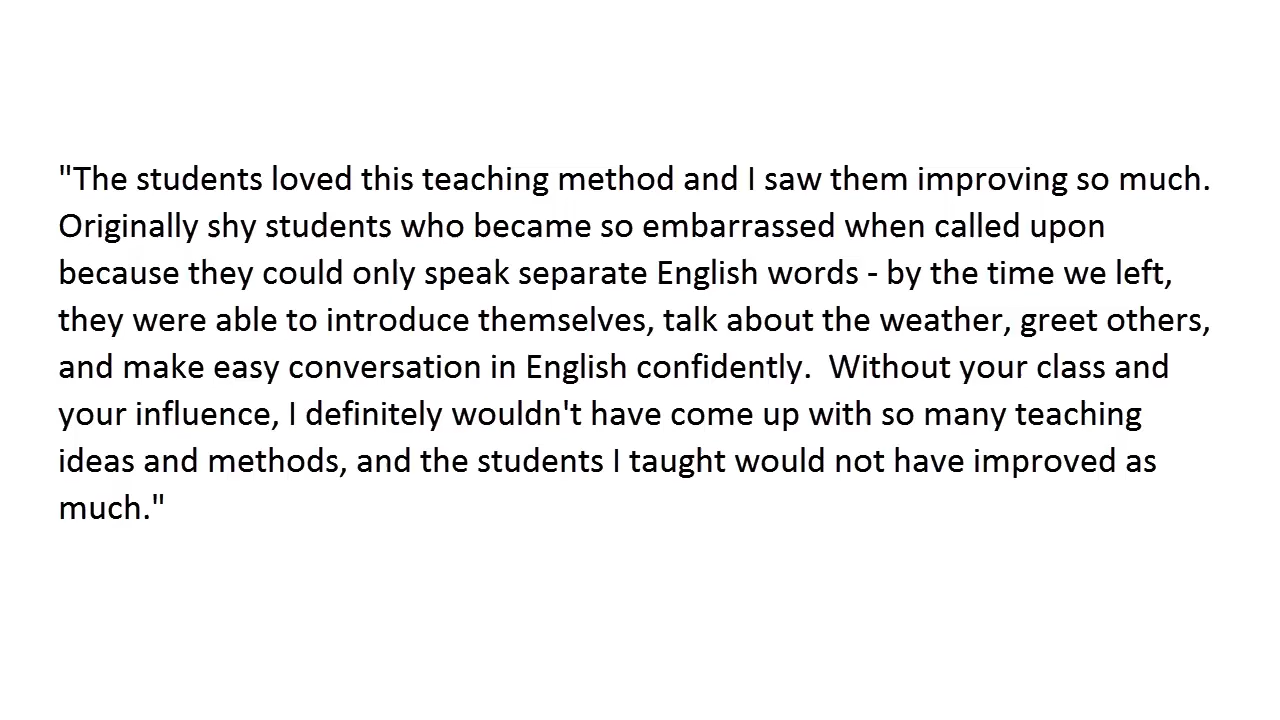 "The students loved this teaching method and I saw them improving so much.
Originally shy students who became so embarrassed when called upon
because they could only speak separate English words - by the time we left,
they were able to introduce themselves, talk about the weather, greet others,
and make easy conversation in English confidently.  Without your class and
your influence, I definitely wouldn't have come up with so many teaching
ideas and methods, and the students I taught would not have improved as
much."